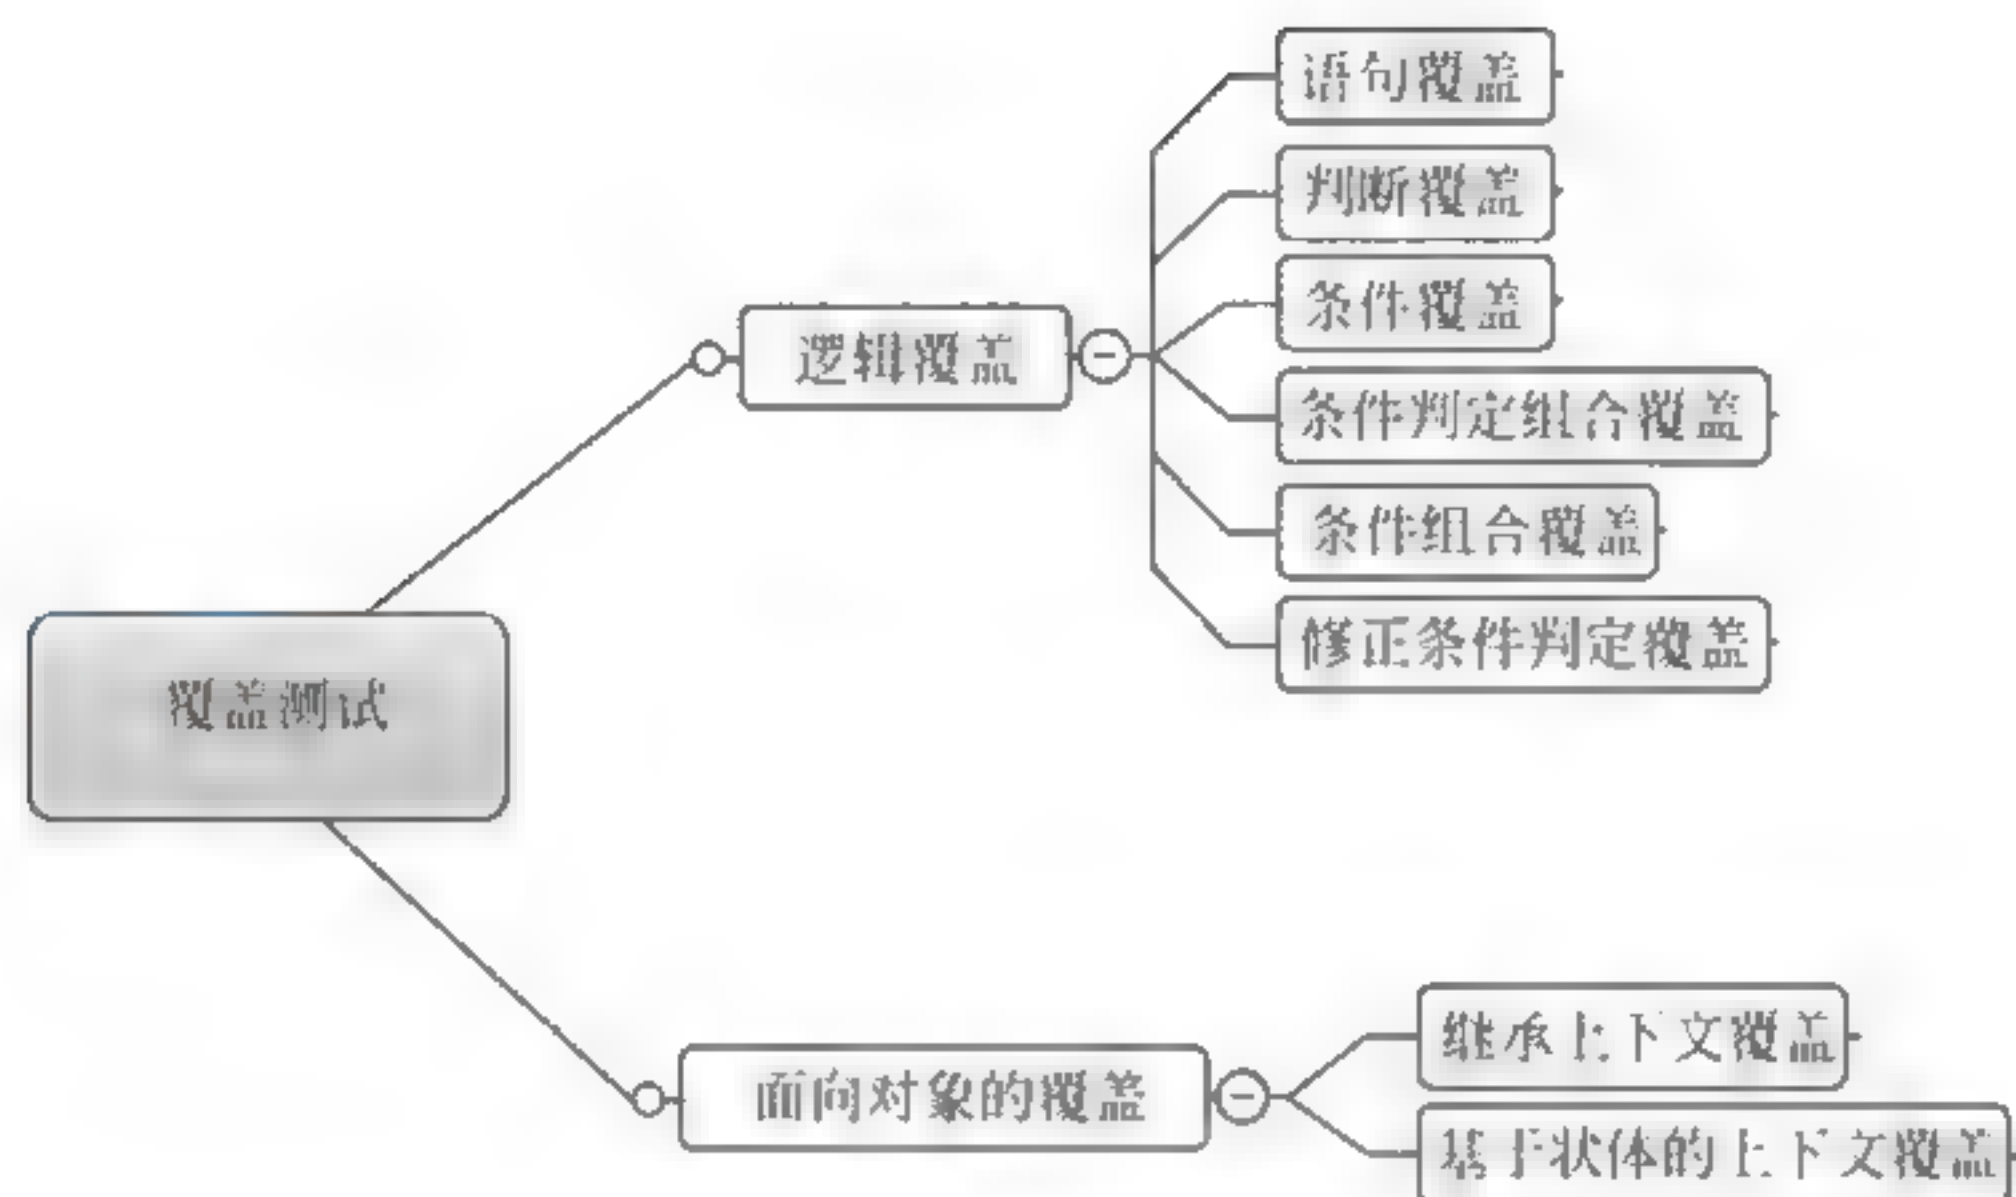 语句覆盖
判断覆盖
条件覆盖
逻辑覆盖
条件判定组合覆盖
条件组合覆盖
修正条件判定覆盖
覆盖测试
继承上下文覆盖
面向对象的覆盖
基于状体的上下文覆盖